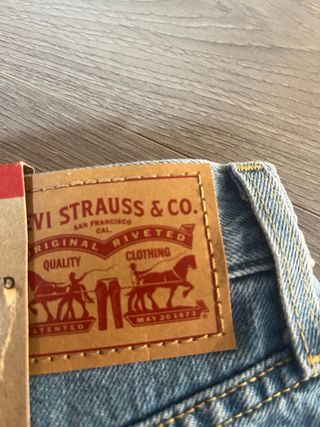 VI STRAUSS & CO.
SAN FRANCISCO
CAL.
ORIGINAL RIVETED
QUALITY CLOTHING
PATENTED MAY 20 1873
D